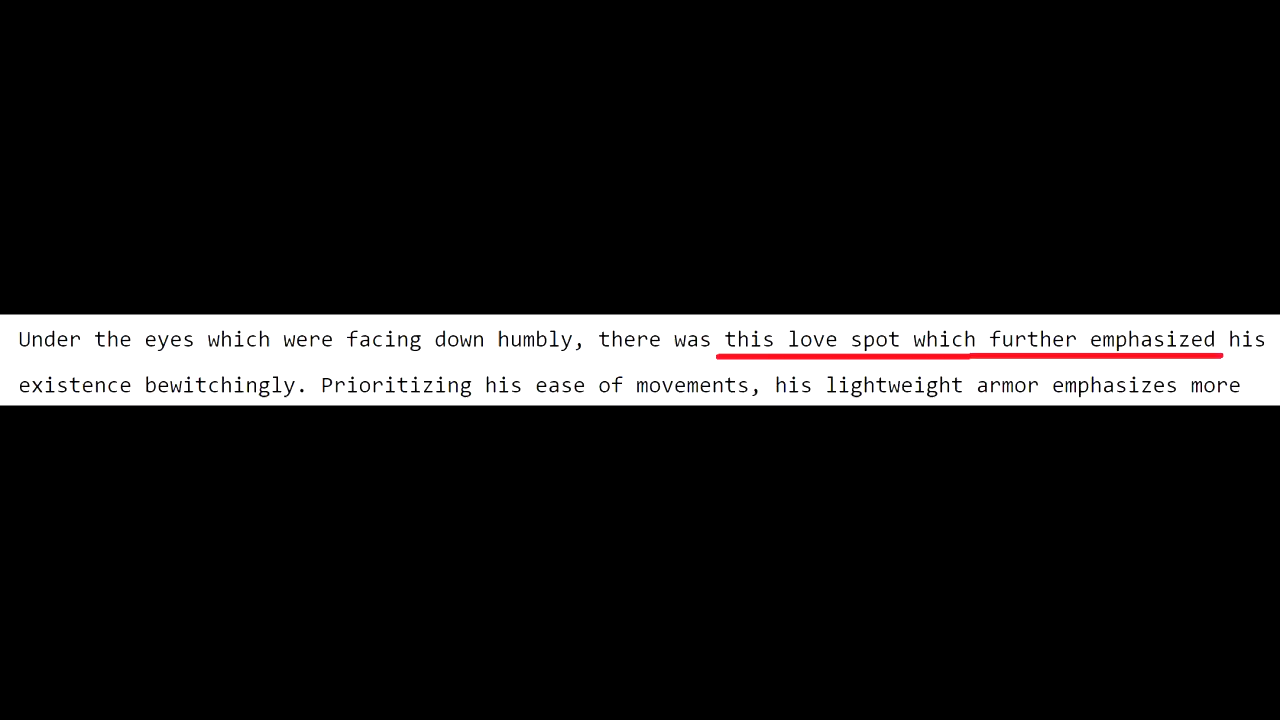 Under the eyes which were facing down humbly, there was this love spot which further emphasized his
existence bewitchingly. Prioritizing his ease of movements, his lightweight armor emphasizes more